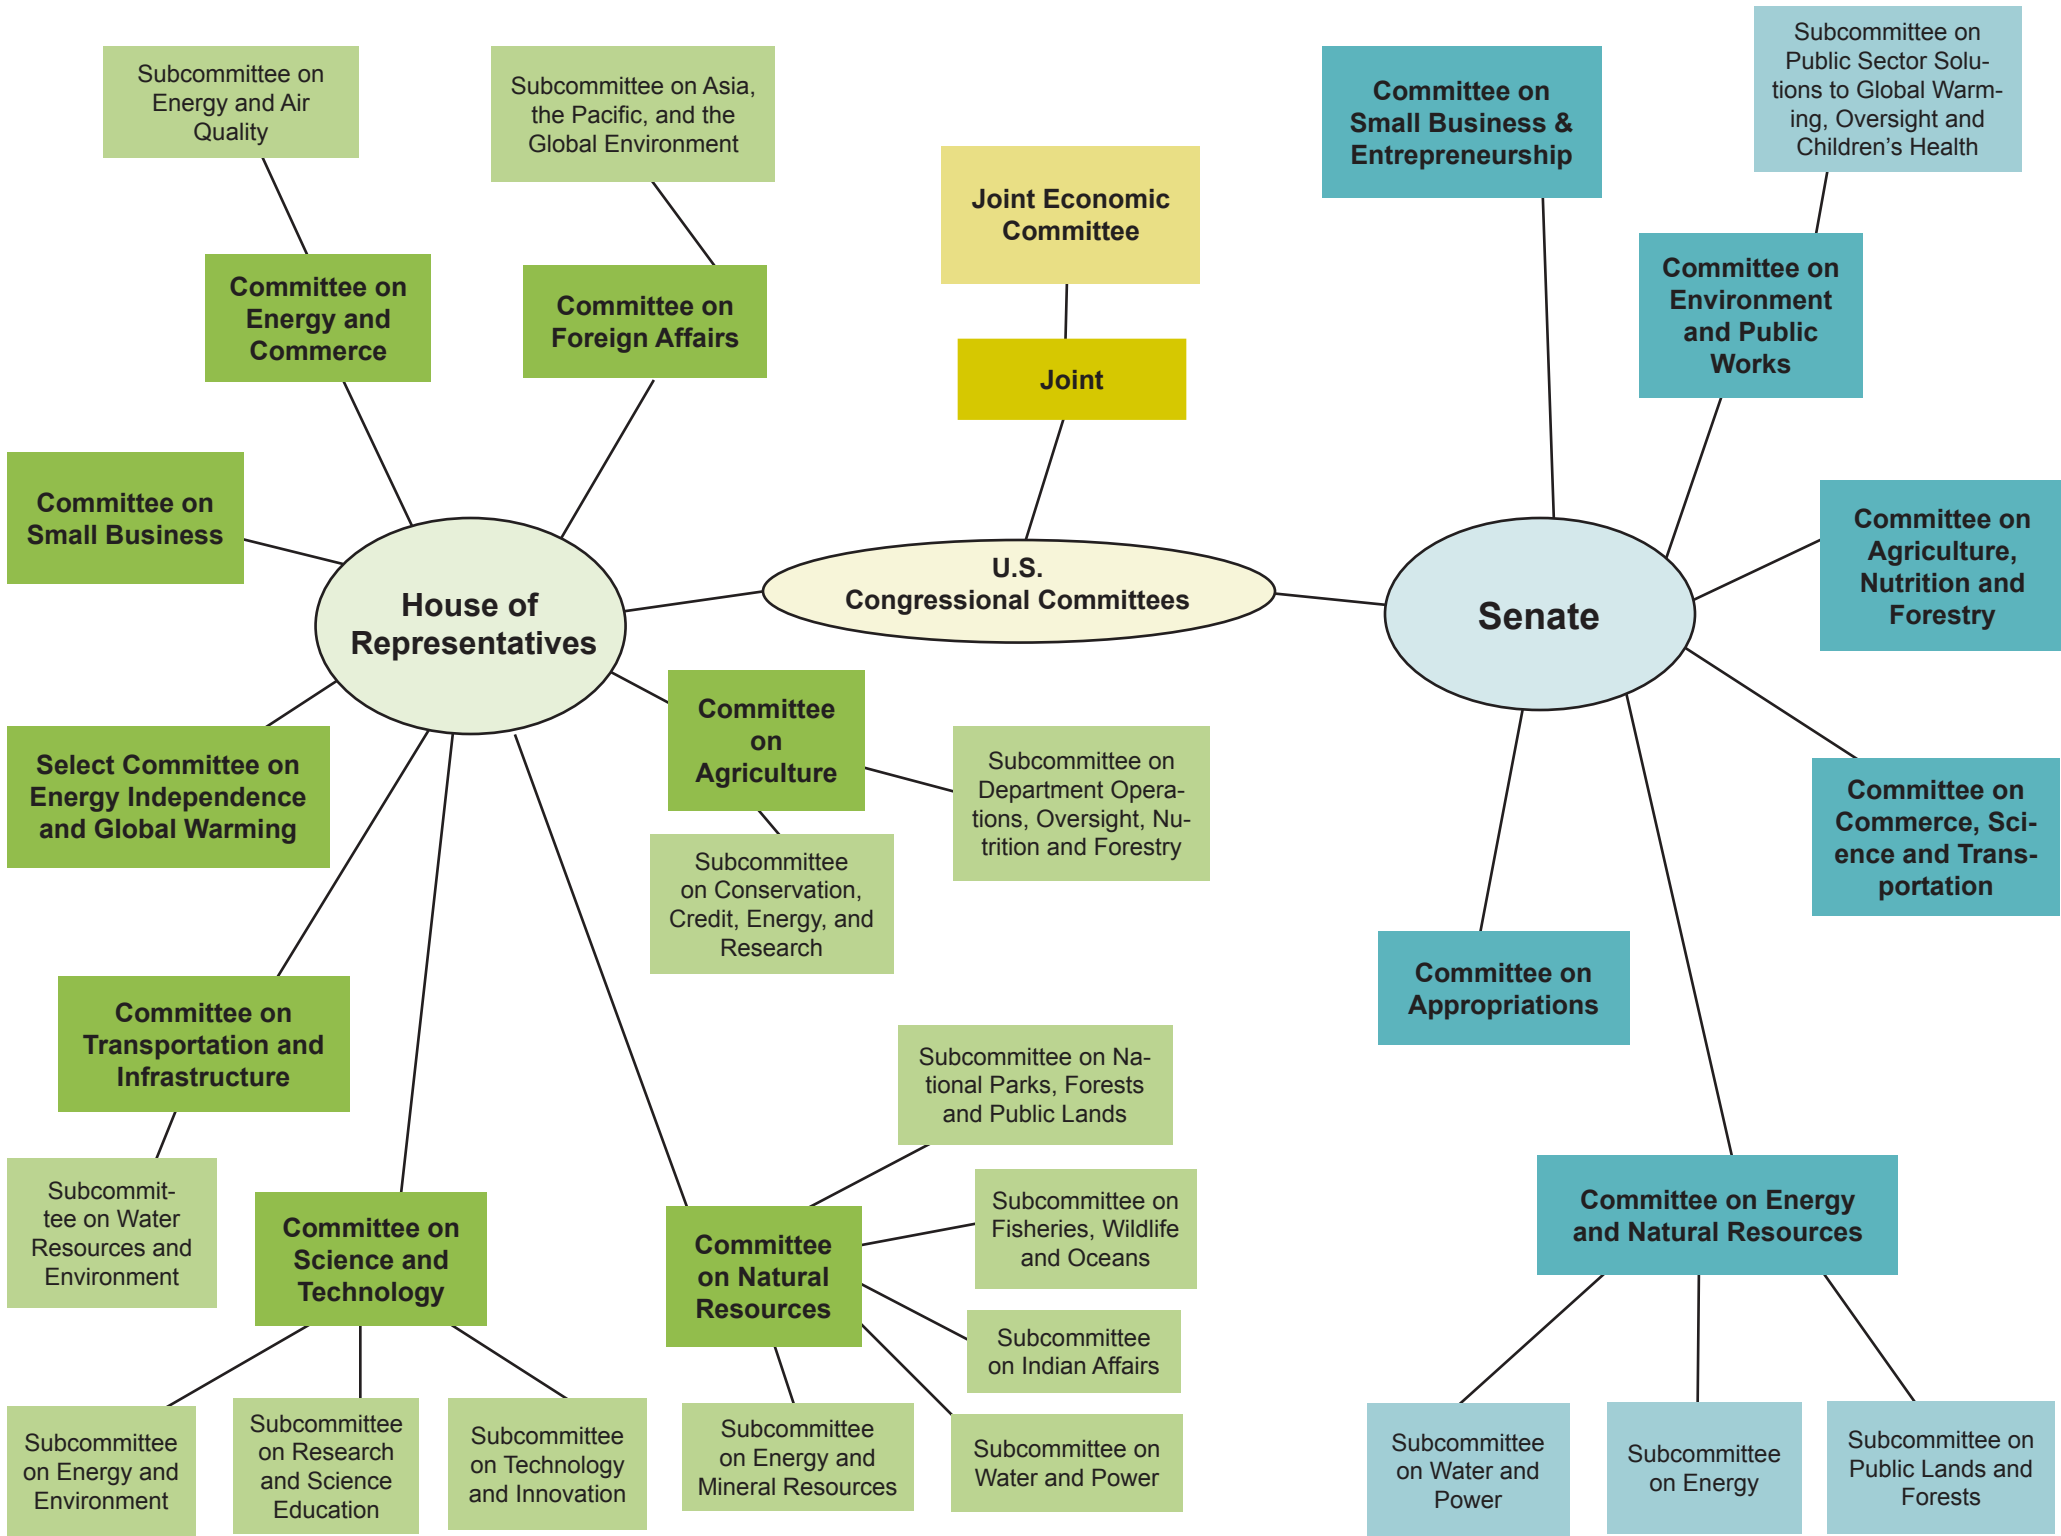 Subcommittee on
Energy and Air
Quality
Subcommittee on Asia,
the Pacific, and the
Global Environment
Joint Economic
Committee
Committee on
Small Business &
Entrepreneurship
Subcommittee on
Public Sector Solu-
tions to Global Warm-
ing, Oversight and
Children’s Health
Committee on
Energy and
Commerce
Committee on
Foreign Affairs
Joint
Committee on
Environment
and Public
Works
Committee on
Small Business
House of
Representatives
U.S.
Congressional Committees
Senate
Committee on
Agriculture,
Nutrition and
Forestry
Select Committee on
Energy Independence
and Global Warming
Committee
on
Agriculture
Subcommittee on
Department Opera-
tions, Oversight, Nu-
trition and Forestry
Subcommittee
on Conservation,
Credit, Energy, and
Research
Committee on
Commerce, Sci-
ence and Trans-
portation
Committee on
Appropriations
Committee on
Transportation and
Infrastructure
Subcommit-
tee on Water
Resources and
Environment
Committee on
Science and
Technology
Committee
on Natural
Resources
Subcommittee on Na-
tional Parks, Forests
and Public Lands
Subcommittee on
Fisheries, Wildlife
and Oceans
Subcommittee
on Indian Affairs
Committee on Energy
and Natural Resources
Subcommittee
on Energy and
Environment
Subcommittee
on Research
and Science
Education
Subcommittee
on Technology
and Innovation
Subcommittee
on Energy and
Mineral Resources
Subcommittee on
Water and Power
Subcommittee
on Water and
Power
Subcommittee
on Energy
Subcommittee on
Public Lands and
Forests